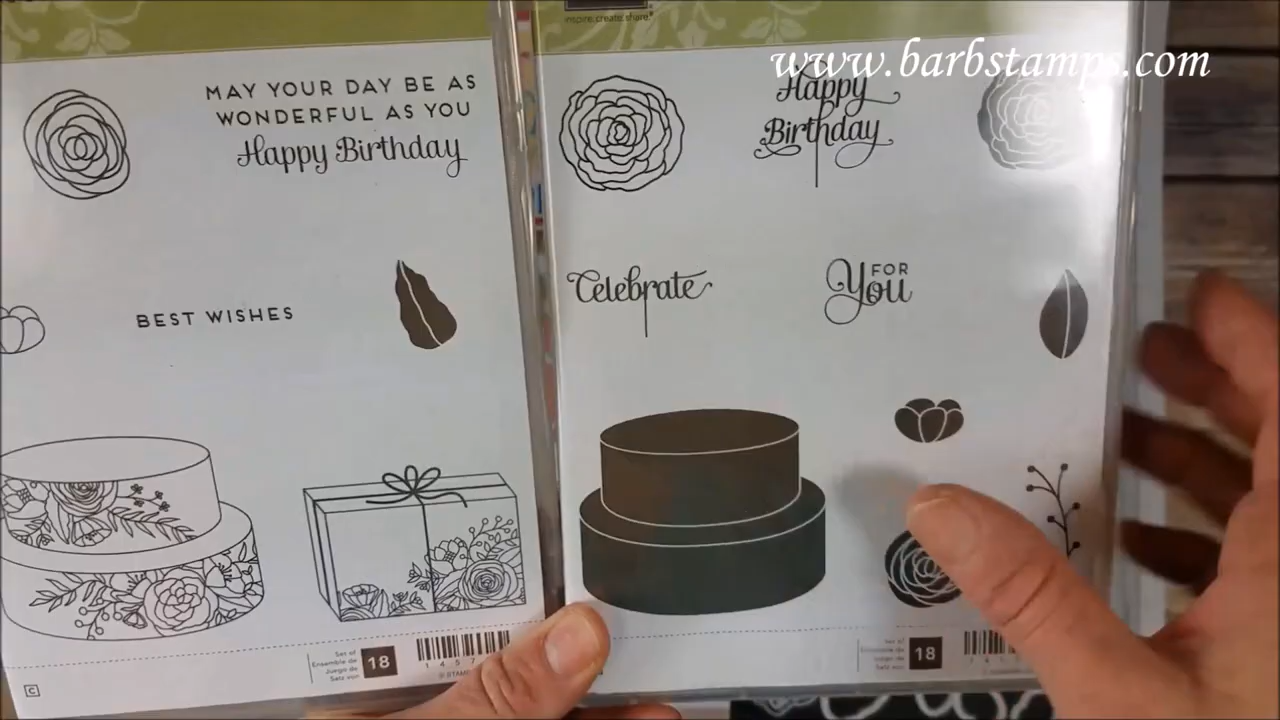 inspire.create.share.
www.barbstamps.com
MAY YOUR DAY BE AS
WONDERFUL AS YOU
Happy Birthday
Happy
Birthday
BEST WISHES
Celebrate
FOR
You
Set of
Ensemble de
Juego de
Satz von
18
Set of
Ensemble de
Juego de
Satz von
18
C